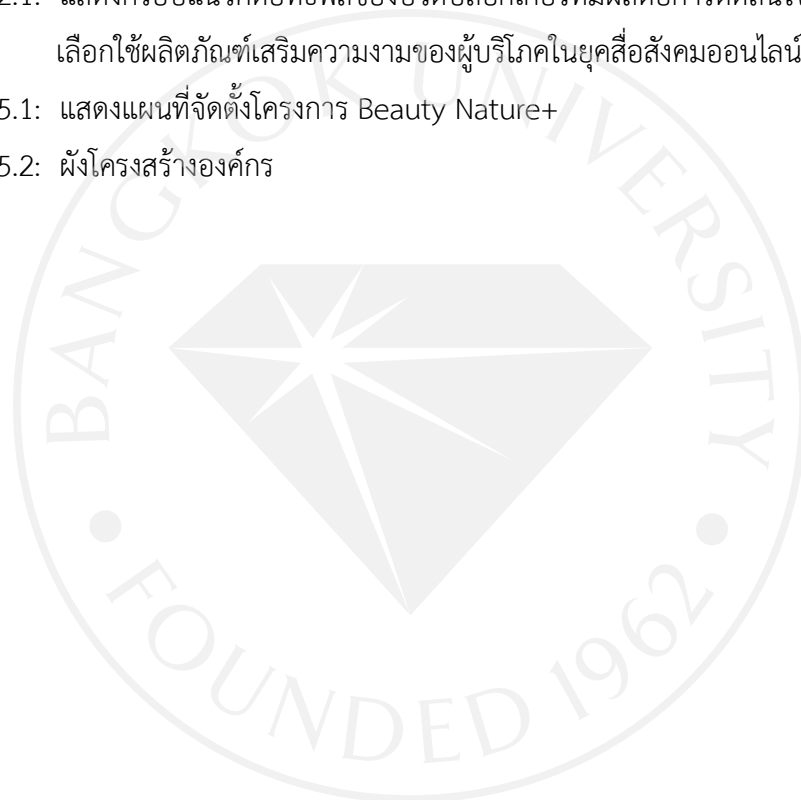 เลือกใช้ผลิตภัณฑ์เสริมความงามของผู้บริโภคในยุคสื่อสังคมออนไลน์
5.1: แสดงแผนที่จัดตั้งโครงการ Beauty Nature+
5.2: ผังโครงสร้างองค์กร
BANGKOK UNIVERSITY
FOUNDED 1962